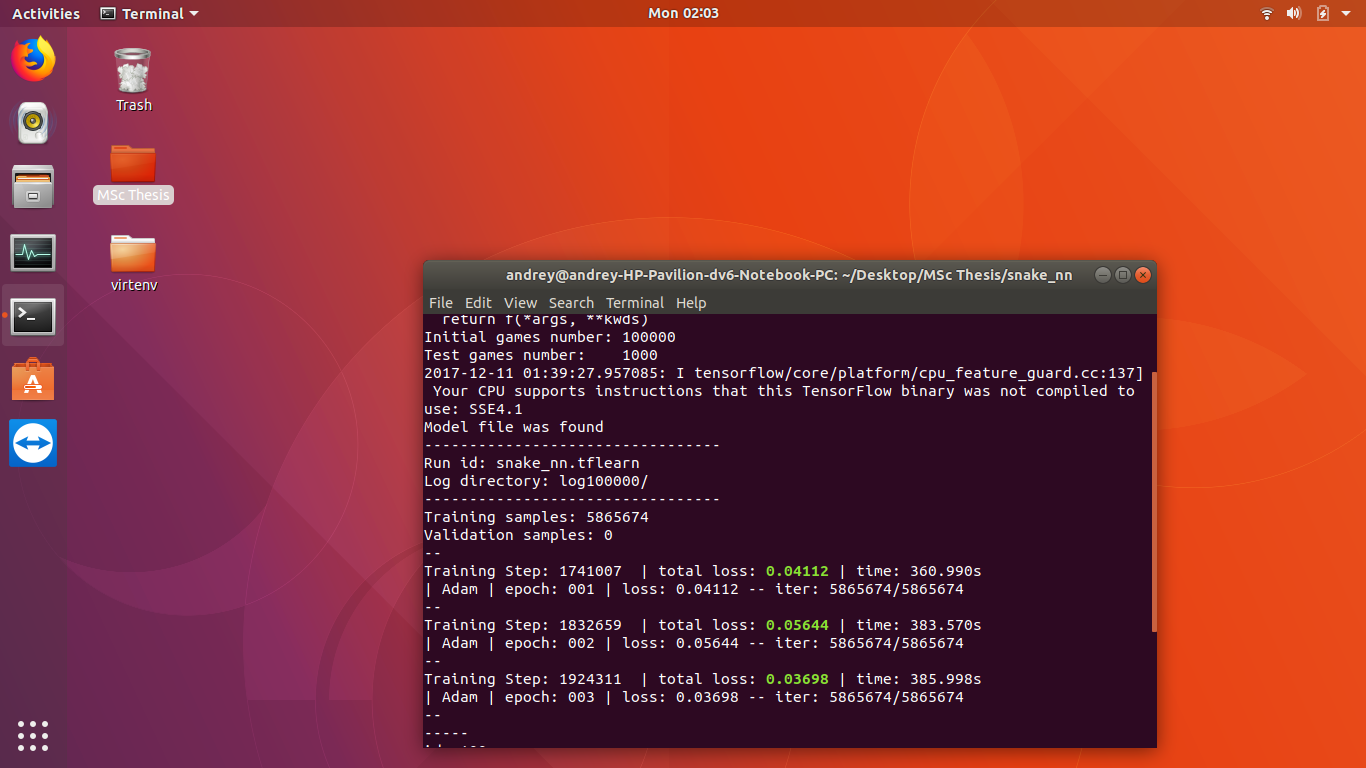 Activities
Terminal
Mon 02:03
Trash
MSc Thesis
virtenv
andrey@andrey-HP-Pavilion-dv6-Notebook-PC: ~/Desktop/MSc Thesis/snake_nn
File Edit View Search Terminal Help
return f(*args, **kwds)
Initial games number: 100000
Test games number:    1000
2017-12-11 01:39:27.957085: I tensorflow/core/platform/cpu_feature_guard.cc:137]
 Your CPU supports instructions that this TensorFlow binary was not compiled to
use: SSE4.1
Model file was found
---------------------------------
Run id: snake_nn.tflearn
Log directory: log100000/
---------------------------------
Training samples: 5865674
Validation samples: 0
--
Training Step: 1741007  | total loss: 0.04112 | time: 360.990s
| Adam | epoch: 001 | loss: 0.04112 -- iter: 5865674/5865674
--
Training Step: 1832659  | total loss: 0.05644 | time: 383.570s
| Adam | epoch: 002 | loss: 0.05644 -- iter: 5865674/5865674
--
Training Step: 1924311  | total loss: 0.03698 | time: 385.998s
| Adam | epoch: 003 | loss: 0.03698 -- iter: 5865674/5865674
--
-----